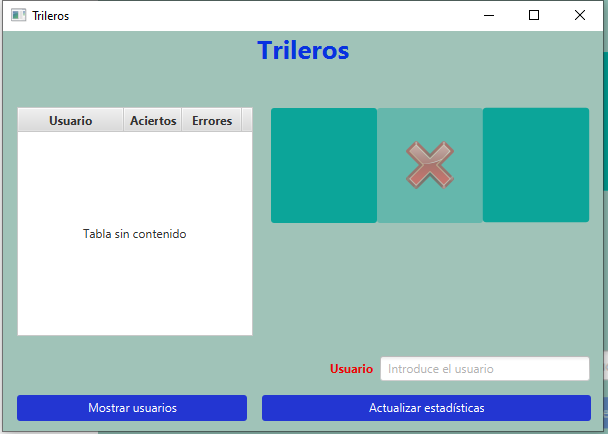 Trileros
Trileros
Usuario Aciertos Errores
Tabla sin contenido
Usuario Introduce el usuario
Mostrar usuarios Actualizar estadísticas